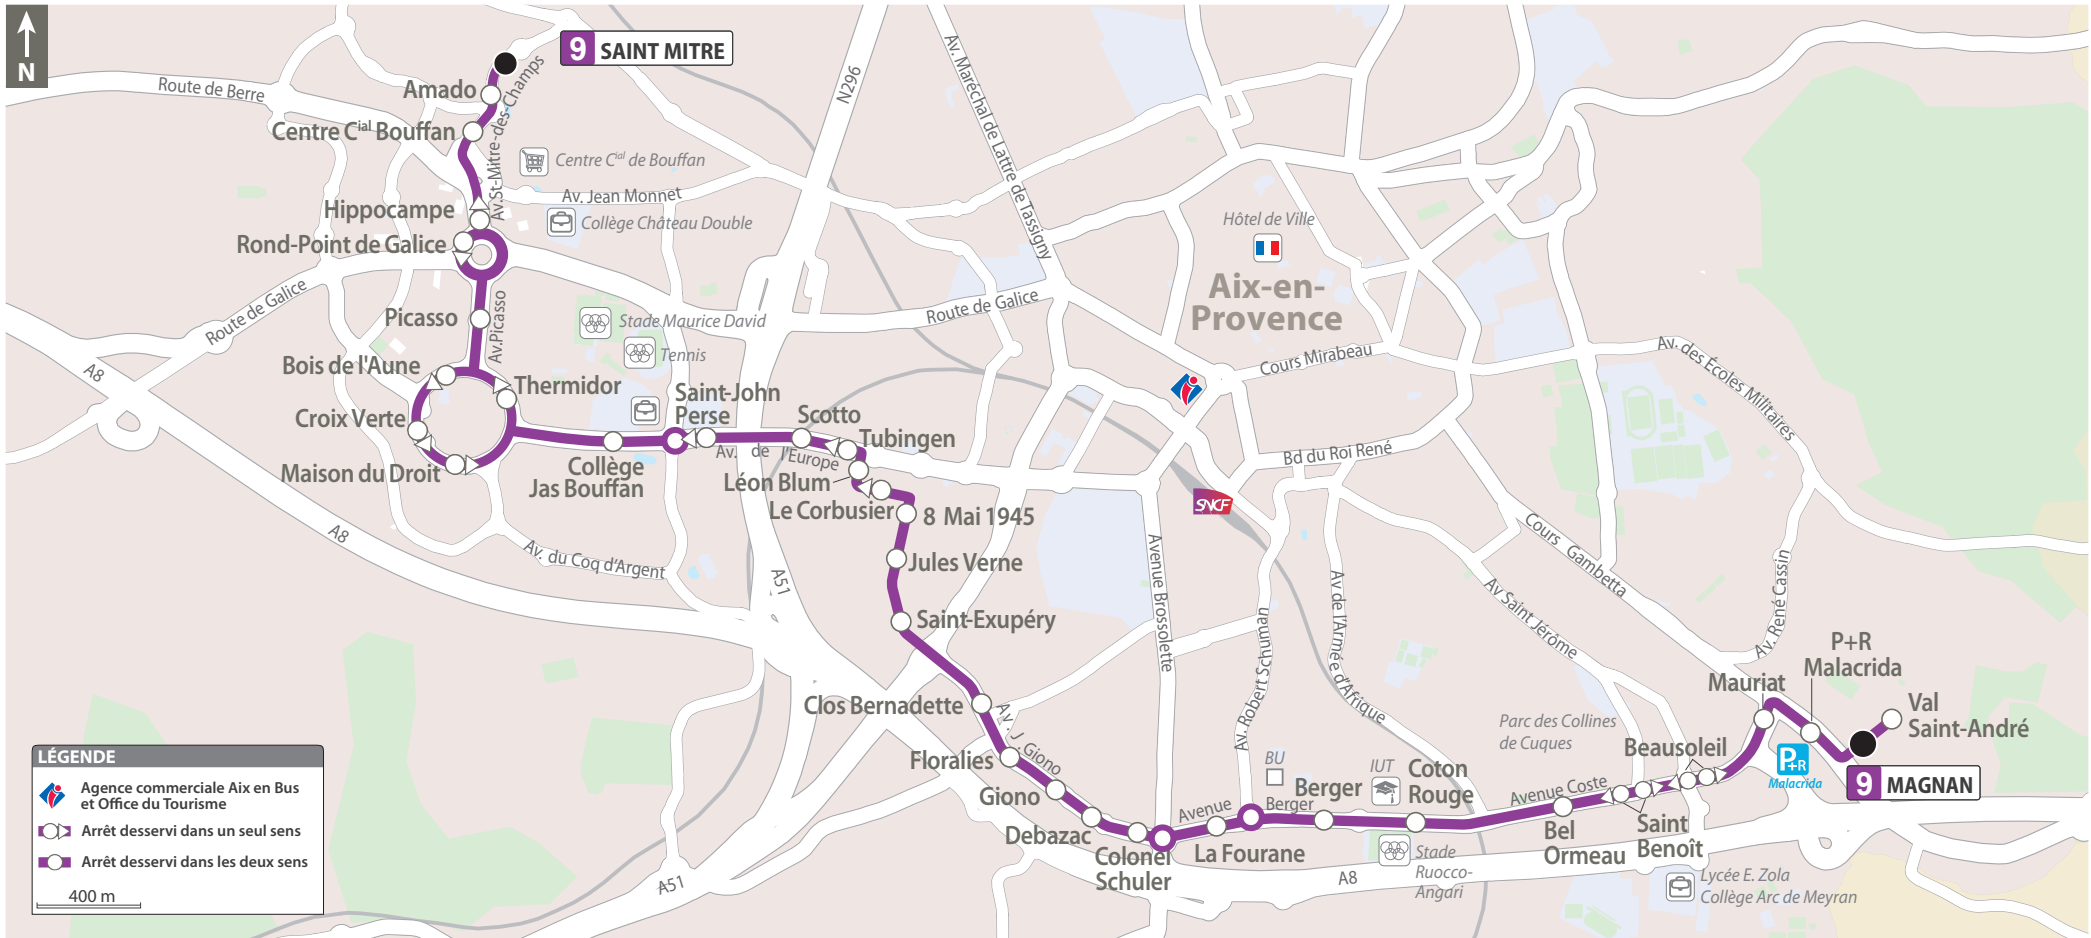 N
9 SAINT MITRE
Amado
Route de Berre
Centre Cial Bouffan
Av.St-Mitre-des-Champs
Centre Cial de Bouffan
Av. Jean Monnet
Hippocampe
Collège Château Double
Rond-Point de Galice
Route de Galice
Picasso
Av.Picasso
Stade Maurice David
Tennis
Bois de l'Aune
Thermidor
Croix Verte
Maison du Droit
Collège
Jas Bouffan
Saint-John
Perse
Scotto
Tubingen
Av. de l'Europe
Léon Blum
Le Corbusier
8 Mai 1945
Jules Verne
Saint-Exupéry
Clos Bernadette
Av. J. Giono
Floralies
Giono
Debazac
Colonel
Schuler
A8
A8
Av. du Coq d'Argent
A51
A51
N296
Av. Maréchal de Lattre de Tassigny
Route de Galice
Hôtel de Ville
Aix-en-
Provence
Cours Mirabeau
SNCF
Bd du Roi René
Av. des Écoles Militaires
Cours Gambetta
Avenue Brossolette
Av. Robert Schuman
Av de l'Armée d'Afrique
Av Saint Jérôme
Av. René Cassin
Avenue Berger
La Fourane
BU
Berger
IUT
Coton
Rouge
Stade
Ruocco-
Angari
A8
Parc des Collines
de Cuques
Avenue Coste
Bel
Ormeau
Saint
Benoît
Beausoleil
Mauriat
P+R
Malacrida
P+R
Malacrida
Val
Saint-André
9 MAGNAN
Lycée E. Zola
Collège Arc de Meyran
LÉGENDE
Agence commerciale Aix en Bus
et Office du Tourisme
Arrêt desservi dans un seul sens
Arrêt desservi dans les deux sens
400 m